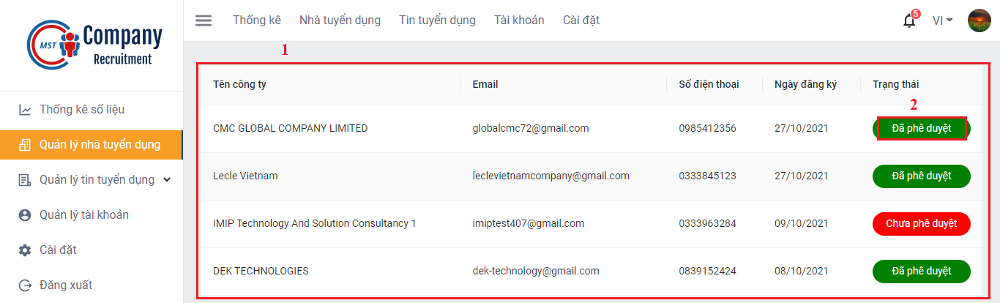 MST Company
Recruitment
Thống kê Nhà tuyển dụng Tin tuyển dụng Tài khoản Cài đặt 5 VI
Thống kê số liệu
Quản lý nhà tuyển dụng
Quản lý tin tuyển dụng
Quản lý tài khoản
Cài đặt
Đăng xuất
1
Tên công ty Email Số điện thoại Ngày đăng ký Trạng thái
2
CMC GLOBAL COMPANY LIMITED globalcmc72@gmail.com 0985412356 27/10/2021 Đã phê duyệt
Lecle Vietnam leclevietnamcompany@gmail.com 0333845123 27/10/2021 Đã phê duyệt
IMIP Technology And Solution Consultancy 1 imiptest407@gmail.com 0333963284 09/10/2021 Chưa phê duyệt
DEK TECHNOLOGIES dek-technology@gmail.com 0839152424 08/10/2021 Đã phê duyệt